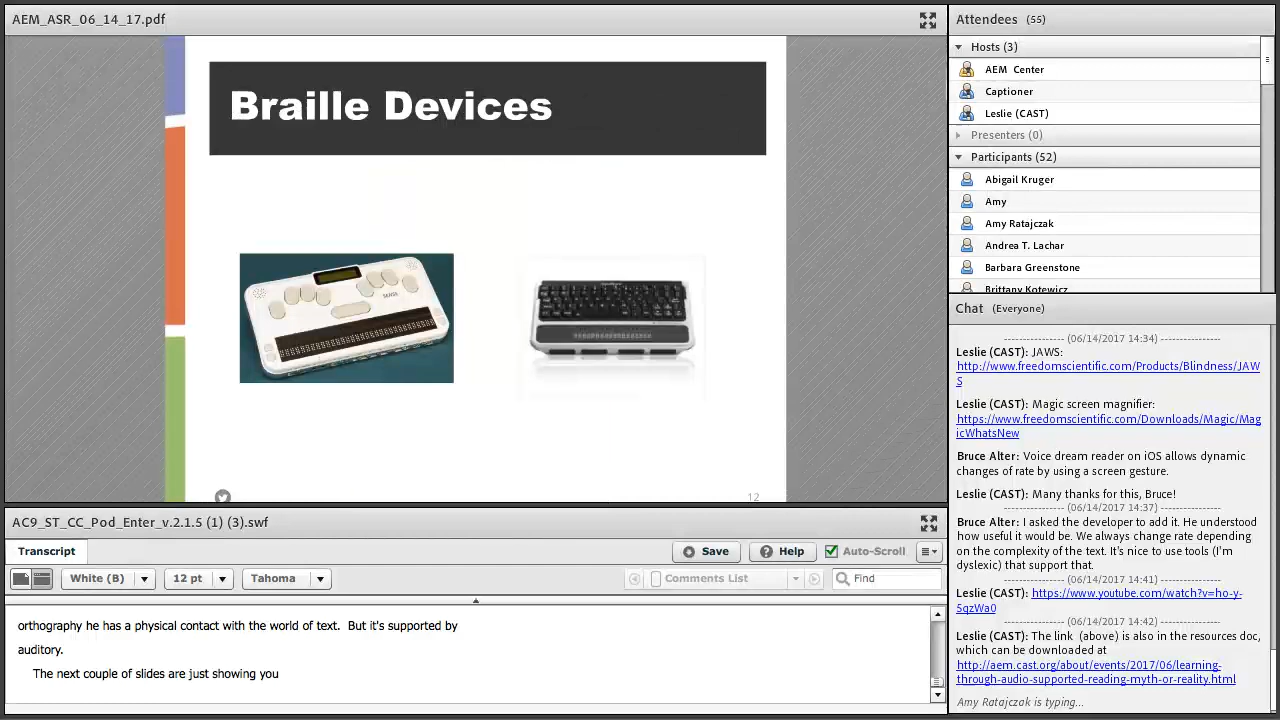 AEM_ASR_06_14_17.pdf
Braille Devices
12
AC9_ST_CC_Pod_Enter_v.2.1.5 (1) (3).swf
Transcript
Save
Help
Auto-Scroll
White (B)
12 pt
Tahoma
Comments List
Find
orthography he has a physical contact with the world of text.  But it's supported by
auditory.
The next couple of slides are just showing you
Attendees (55)
Hosts (3)
AEM Center
Captioner
Leslie (CAST)
Presenters (0)
Participants (52)
Abigail Kruger
Amy
Amy Ratajczak
Andrea T. Lachar
Barbara Greenstone
Brittany Kotewicz
Chat (Everyone)
---------------- (06/14/2017 14:34) ----------------
Leslie (CAST): JAWS:
http://www.freedomscientific.com/Products/Blindness/JAW
S
Leslie (CAST): Magic screen magnifier:
https://www.freedomscientific.com/Downloads/Magic/Mag
icWhatsNew
Bruce Alter: Voice dream reader on iOS allows dynamic
changes of rate by using a screen gesture.
Leslie (CAST): Many thanks for this, Bruce!
---------------- (06/14/2017 14:37) ----------------
Bruce Alter: I asked the developer to add it. He understood
how useful it would be. We always change rate depending
on the complexity of the text. It's nice to use tools (I'm
dyslexic) that support that.
---------------- (06/14/2017 14:41) ----------------
Leslie (CAST): https://www.youtube.com/watch?v=ho-y-
SqzWa0
---------------- (06/14/2017 14:42) ----------------
Leslie (CAST): The link (above) is also in the resources doc,
which can be downloaded at
http://aem.cast.org/about/events/2017/06/learning-
through-audio-supported-reading-myth-or-reality.html
Amy Ratajczak is typing...